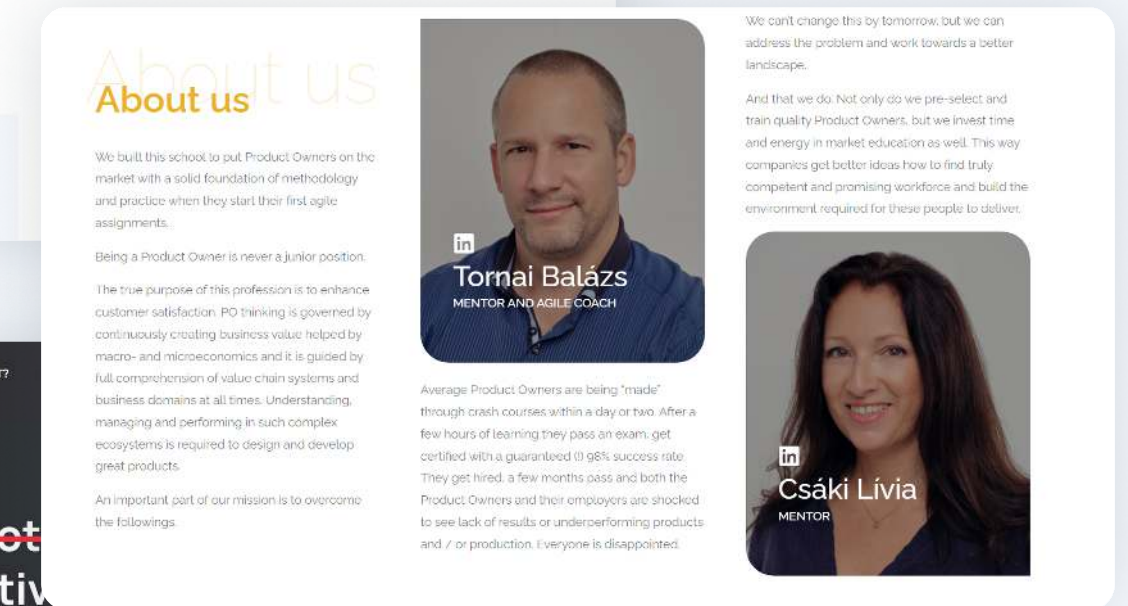 About us
About us
We built this school to put Product Owners on the
market with a solid foundation of methodology
and practice when they start their first agile
assignments.
Being a Product Owner is never a junior position.
The true purpose of this profession is to enhance
customer satisfaction. PO thinking is governed by
continuously creating business value helped by
macro- and microeconomics and it is guided by
full comprehension of value chain systems and
business domains at all times. Understanding,
managing and performing in such complex
ecosystems is required to design and develop
great products.
An important part of our mission is to overcome
the followings.
in
Tornai Balázs
MENTOR AND AGILE COACH
Average Product Owners are being "made"
through crash courses within a day or two. After a
few hours of learning they pass an exam, get
certified with a guaranteed (!) 98% success rate.
They get hired, a few months pass and both the
Product Owners and their employers are shocked
to see lack of results or underperforming products
and / or production. Everyone is disappointed.
We can't change this by tomorrow, but we can
address the problem and work towards a better
landscape.
And that we do. Not only do we pre-select and
train quality Product Owners, but we invest time
and energy in market education as well. This way
companies get better ideas how to find truly
competent and promising workforce and build the
environment required for these people to deliver.
in
Csáki Lívia
MENTOR
T?
ot
tiv